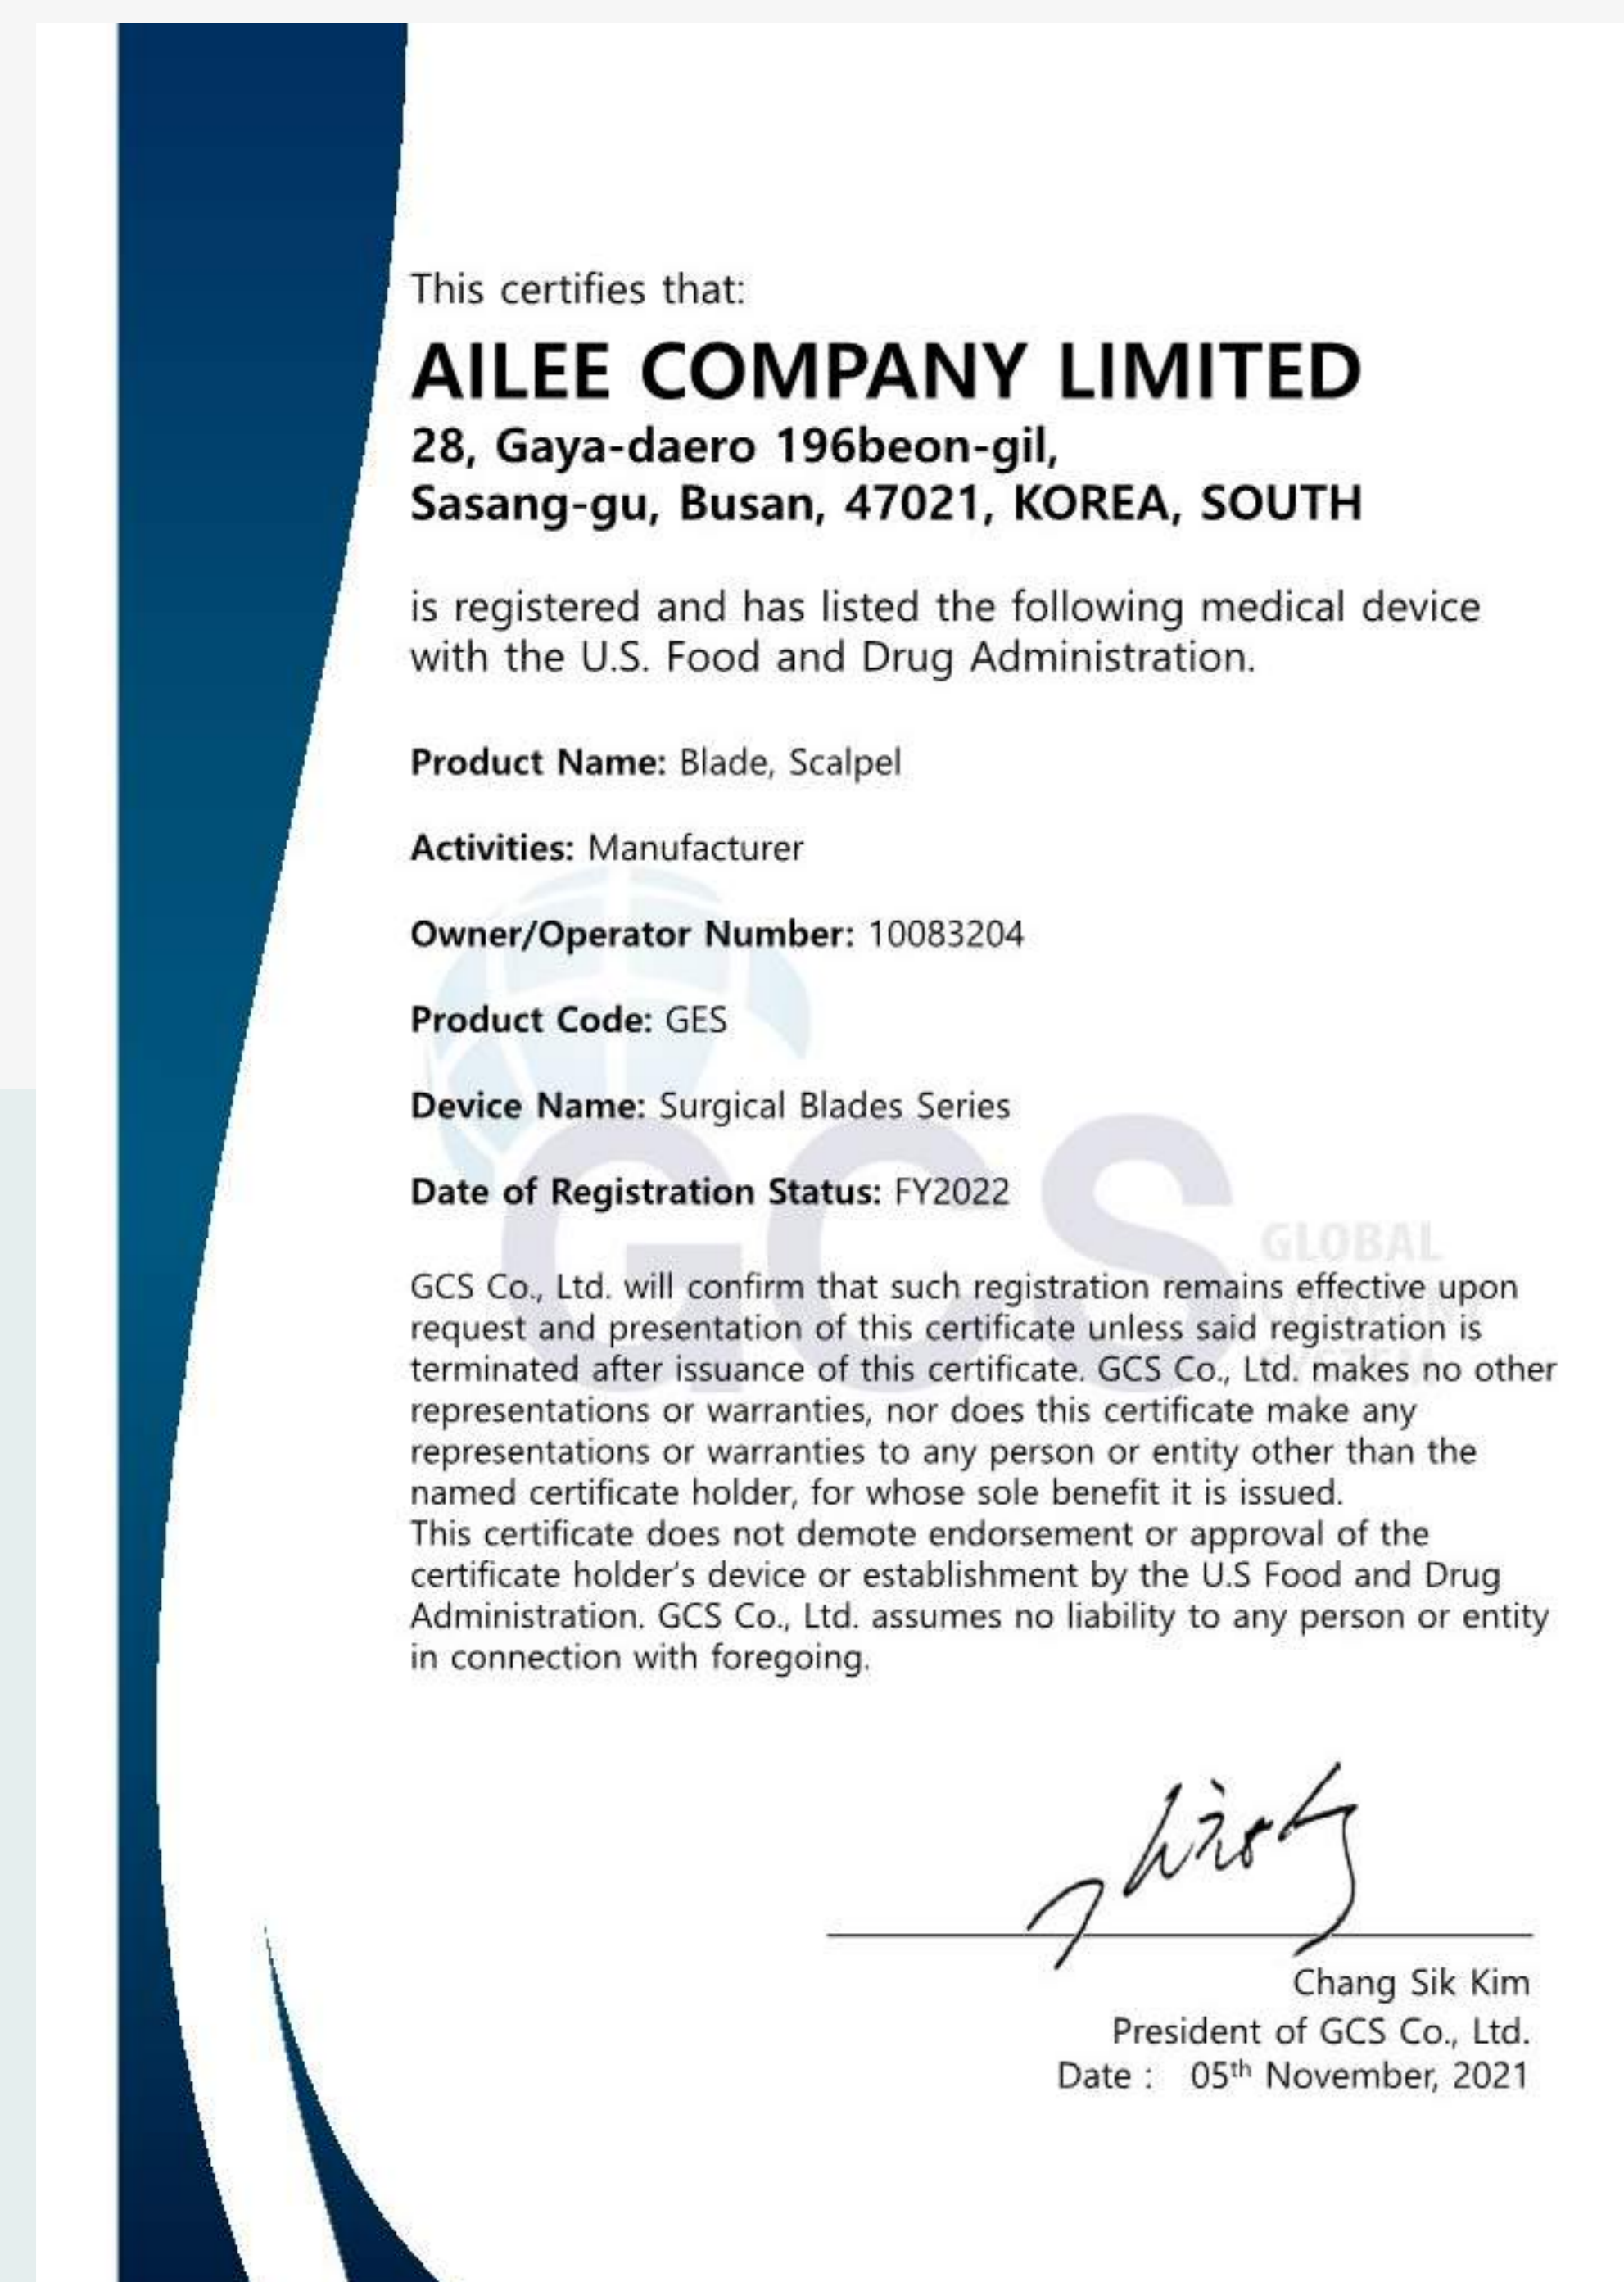 This certifies that:
AILEE COMPANY LIMITED
28, Gaya-daero 196beon-gil,
Sasang-gu, Busan, 47021, KOREA, SOUTH
is registered and has listed the following medical device
with the U.S. Food and Drug Administration.
Product Name: Blade, Scalpel
Activities: Manufacturer
Owner/Operator Number: 10083204
Product Code: GES
Device Name: Surgical Blades Series
Date of Registration Status: FY2022
GCS
GLOBAL
COMPANY
SYSTEM
GCS Co., Ltd. will confirm that such registration remains effective upon
request and presentation of this certificate unless said registration is
terminated after issuance of this certificate. GCS Co., Ltd. makes no other
representations or warranties, nor does this certificate make any
representations or warranties to any person or entity other than the
named certificate holder, for whose sole benefit it is issued.
This certificate does not demote endorsement or approval of the
certificate holder's device or establishment by the U.S Food and Drug
Administration. GCS Co., Ltd. assumes no liability to any person or entity
in connection with foregoing.
Chang Sik Kim
President of GCS Co., Ltd.
Date : 05th November, 2021